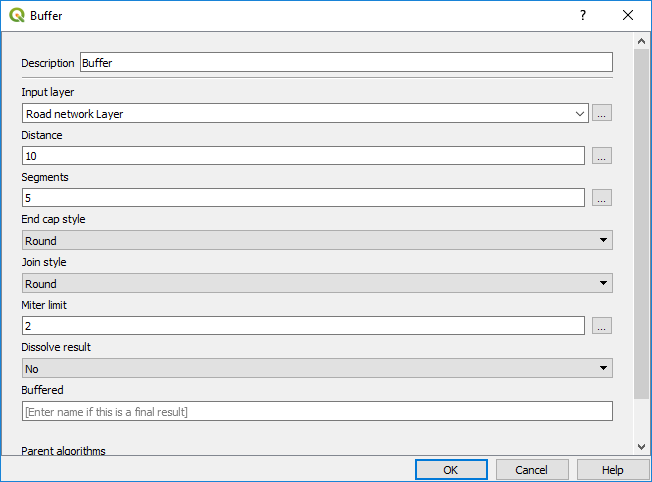 Buffer
Description Buffer
Input layer
Road network Layer ...
Distance
10 ...
Segments
5 ...
End cap style
Round
Join style
Round
Miter limit
2 ...
Dissolve result
No
Buffered
[Enter name if this is a final result]
Parent algorithms
OK Cancel Help